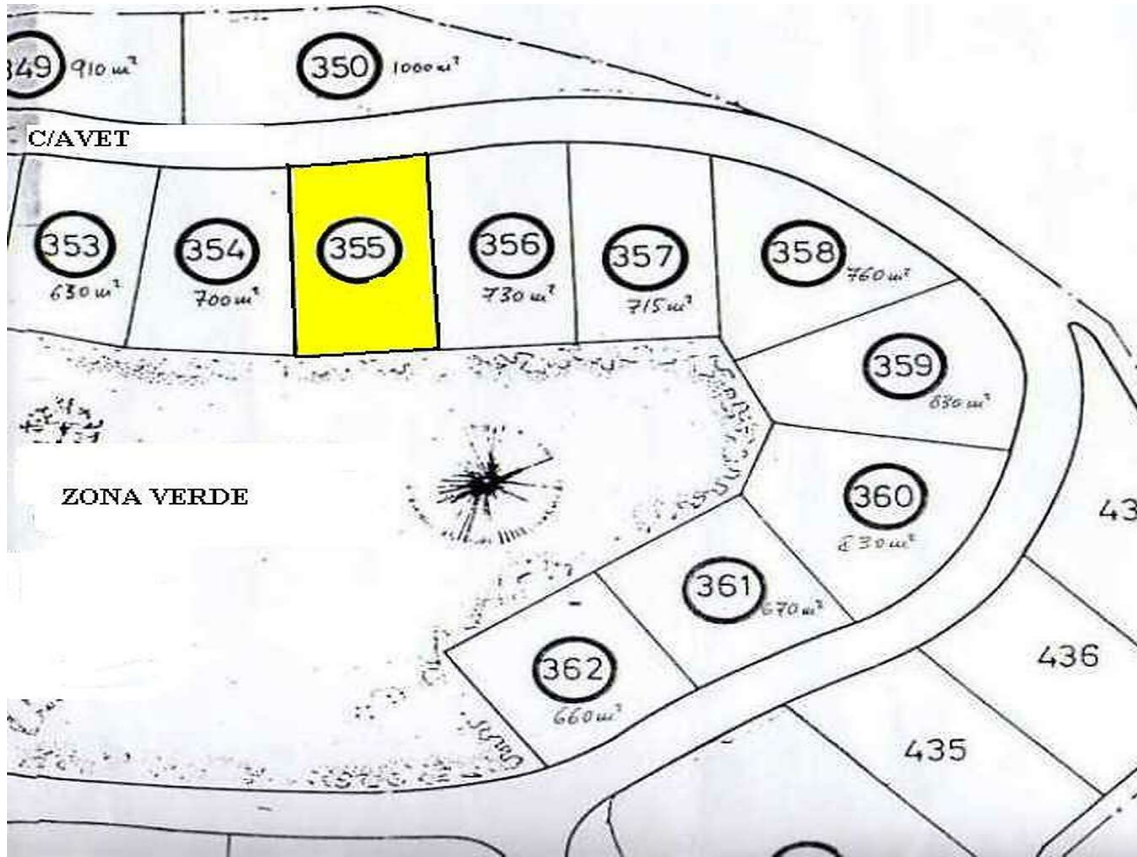 349 910 m²
350 1000 m²
C/AVET
353
630 m²
354
700 m²
355
356
730 m²
357
715 m²
358
760 m²
359
830 m²
ZONA VERDE
360
830 m²
43
361
670 m²
362
660 m²
436
435